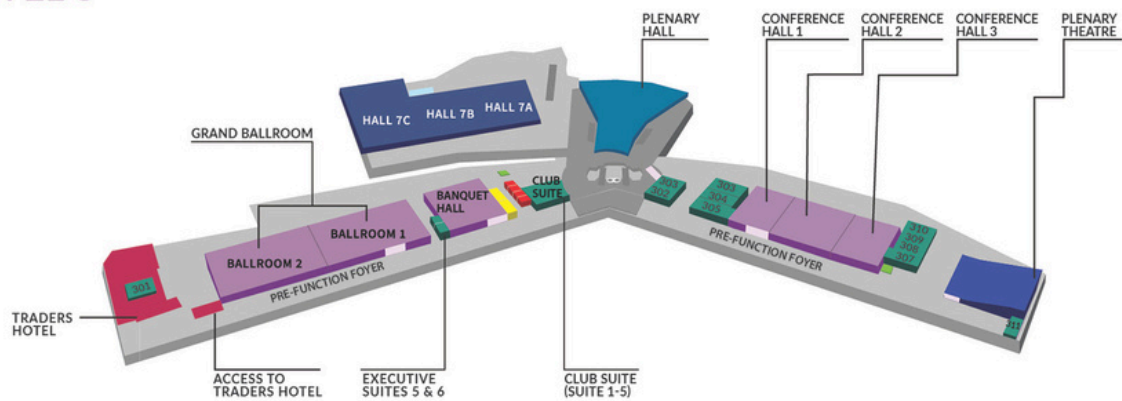 PLENARY
HALL
CONFERENCE
HALL 1
CONFERENCE
HALL 2
CONFERENCE
HALL 3
PLENARY
THEATRE
HALL 7C
HALL 7B
HALL 7A
GRAND BALLROOM
CLUB
SUITE
BANQUET
HALL
BALLROOM 1
BALLROOM 2
PRE-FUNCTION FOYER
301
303
302
303
304
305
310
309
308
307
PRE-FUNCTION FOYER
311
TRADERS
HOTEL
ACCESS TO
TRADERS HOTEL
EXECUTIVE
SUITES 5 & 6
CLUB SUITE
(SUITE 1-5)